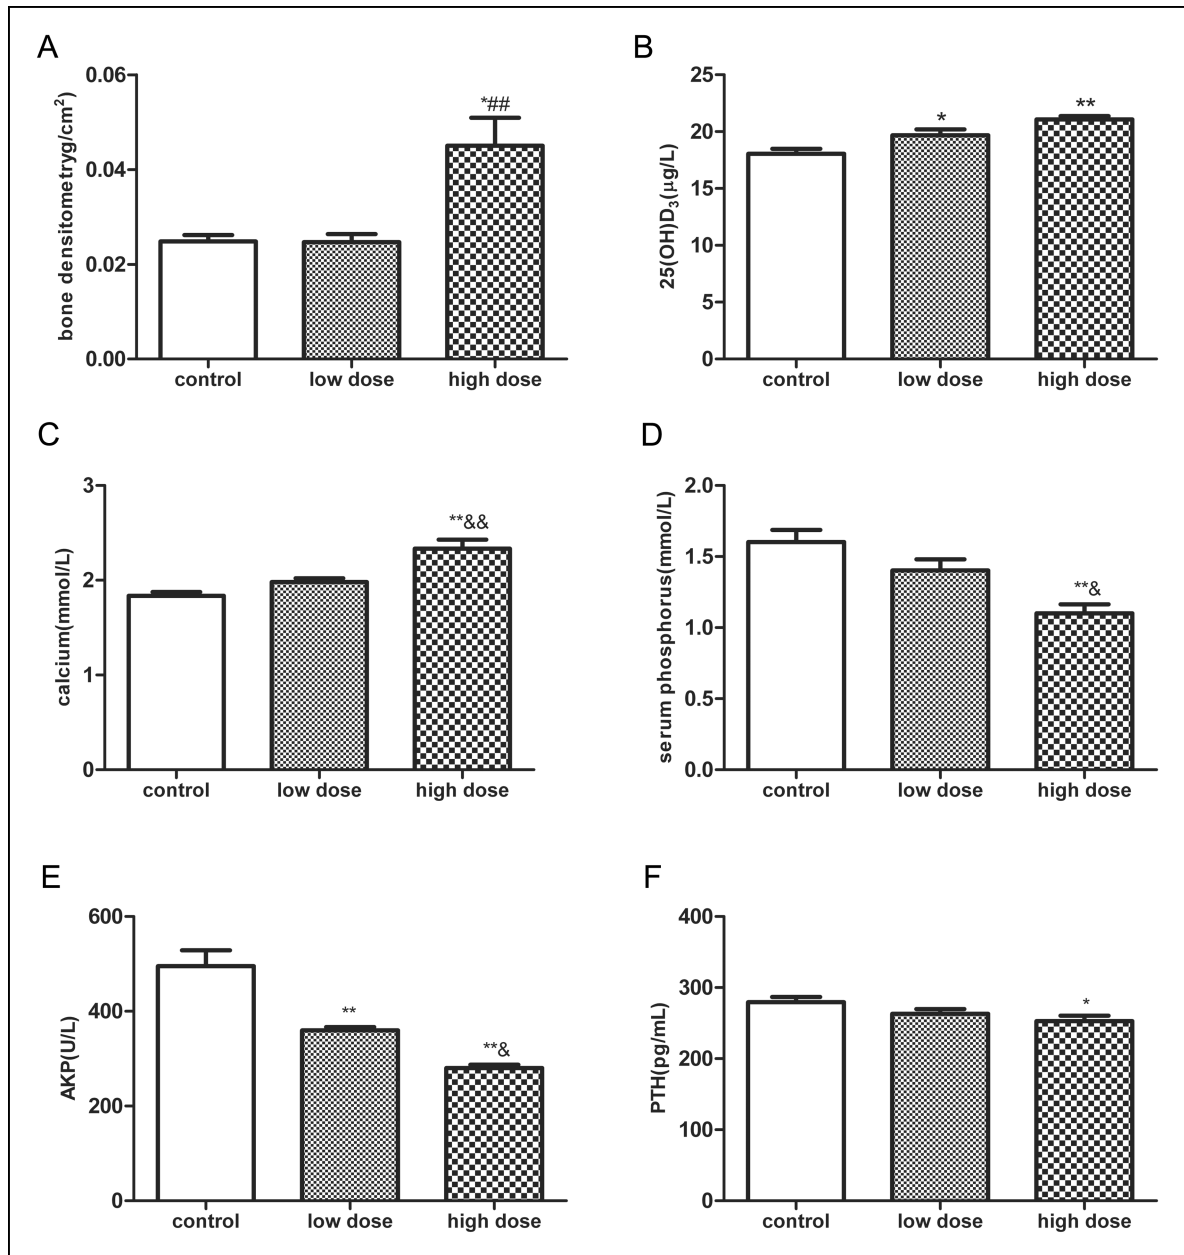 A
bone densitometryg/cm²
0.06
0.04
0.02
0.00
*##
control low dose high dose
B
25(OH)D₃(μg/L)
25
20
15
10
5
0
*
**
control low dose high dose
C
calcium(mmol/L)
3
2
1
0
**&&
control low dose high dose
D
serum phosphorus(mmol/L)
2.0
1.5
1.0
0.5
0.0
**&
control low dose high dose
E
AKP(U/L)
600
400
200
0
**
**&
control low dose high dose
F
PTH(pg/mL)
400
300
200
100
0
*
control low dose high dose